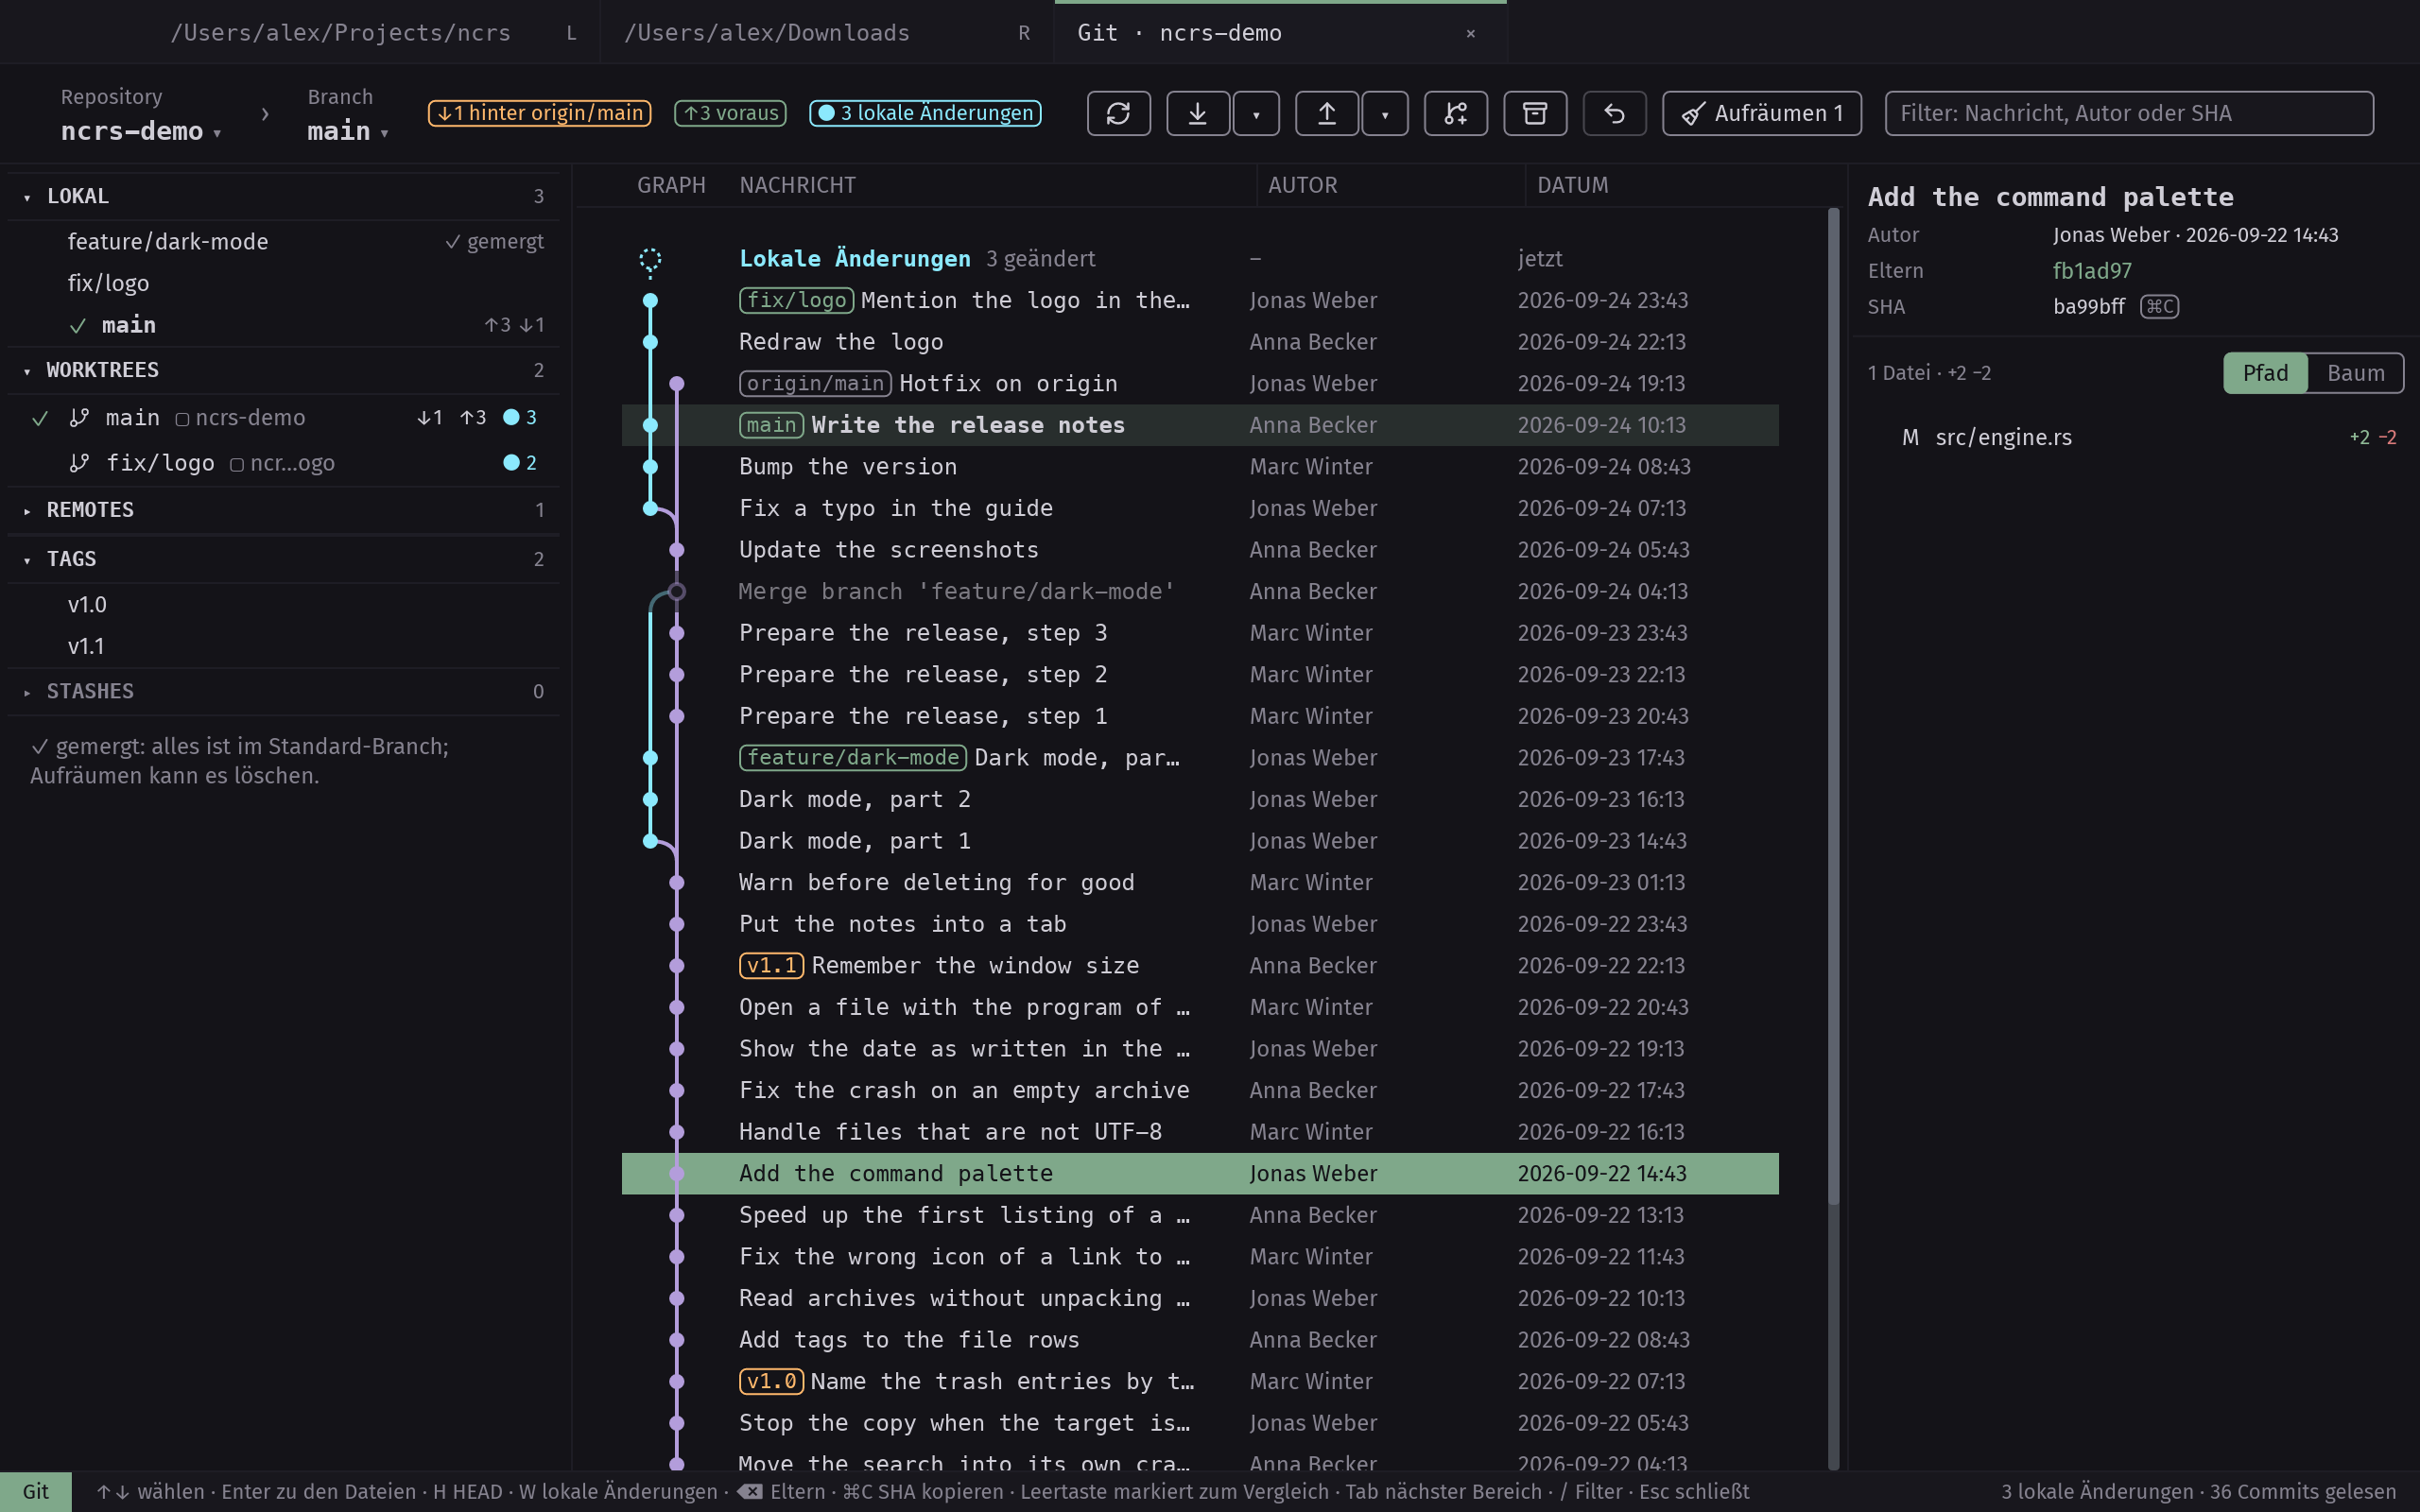 /Users/alex/Projects/ncrs L /Users/alex/Downloads R Git · ncrs-demo ×
Repository › Branch
ncrs-demo ▾ main ▾
↓1 hinter origin/main ↑3 voraus ● 3 lokale Änderungen Aufräumen 1 Filter: Nachricht, Autor oder SHA
▾ LOKAL 3
feature/dark-mode ✓ gemergt
fix/logo
✓ main ↑3 ↓1
▾ WORKTREES 2
✓ main ▢ ncrs-demo ↓1 ↑3 ● 3
fix/logo ▢ ncr…ogo ● 2
▸ REMOTES 1
▾ TAGS 2
v1.0
v1.1
▸ STASHES 0
✓ gemergt: alles ist im Standard-Branch;
Aufräumen kann es löschen.
GRAPH NACHRICHT AUTOR DATUM
Lokale Änderungen 3 geändert – jetzt
fix/logo Mention the logo in the… Jonas Weber 2026-09-24 23:43
Redraw the logo Anna Becker 2026-09-24 22:13
origin/main Hotfix on origin Jonas Weber 2026-09-24 19:13
main Write the release notes Anna Becker 2026-09-24 10:13
Bump the version Marc Winter 2026-09-24 08:43
Fix a typo in the guide Jonas Weber 2026-09-24 07:13
Update the screenshots Anna Becker 2026-09-24 05:43
Merge branch 'feature/dark-mode' Anna Becker 2026-09-24 04:13
Prepare the release, step 3 Marc Winter 2026-09-23 23:43
Prepare the release, step 2 Marc Winter 2026-09-23 22:13
Prepare the release, step 1 Marc Winter 2026-09-23 20:43
feature/dark-mode Dark mode, par… Jonas Weber 2026-09-23 17:43
Dark mode, part 2 Jonas Weber 2026-09-23 16:13
Dark mode, part 1 Jonas Weber 2026-09-23 14:43
Warn before deleting for good Marc Winter 2026-09-23 01:13
Put the notes into a tab Jonas Weber 2026-09-22 23:43
v1.1 Remember the window size Anna Becker 2026-09-22 22:13
Open a file with the program of … Marc Winter 2026-09-22 20:43
Show the date as written in the … Jonas Weber 2026-09-22 19:13
Fix the crash on an empty archive Anna Becker 2026-09-22 17:43
Handle files that are not UTF-8 Marc Winter 2026-09-22 16:13
Add the command palette Jonas Weber 2026-09-22 14:43
Speed up the first listing of a … Anna Becker 2026-09-22 13:13
Fix the wrong icon of a link to … Marc Winter 2026-09-22 11:43
Read archives without unpacking … Jonas Weber 2026-09-22 10:13
Add tags to the file rows Anna Becker 2026-09-22 08:43
v1.0 Name the trash entries by t… Marc Winter 2026-09-22 07:13
Stop the copy when the target is… Jonas Weber 2026-09-22 05:43
Move the search into its own cra… Anna Becker 2026-09-22 04:13
Add the command palette
Autor Jonas Weber · 2026-09-22 14:43
Eltern fb1ad97
SHA ba99bff ⌘C
1 Datei · +2 −2 Pfad Baum
M src/engine.rs +2 −2
Git ↑↓ wählen · Enter zu den Dateien · H HEAD · W lokale Änderungen · ⌫ Eltern · ⌘C SHA kopieren · Leertaste markiert zum Vergleich · Tab nächster Bereich · / Filter · Esc schließt 3 lokale Änderungen · 36 Commits gelesen